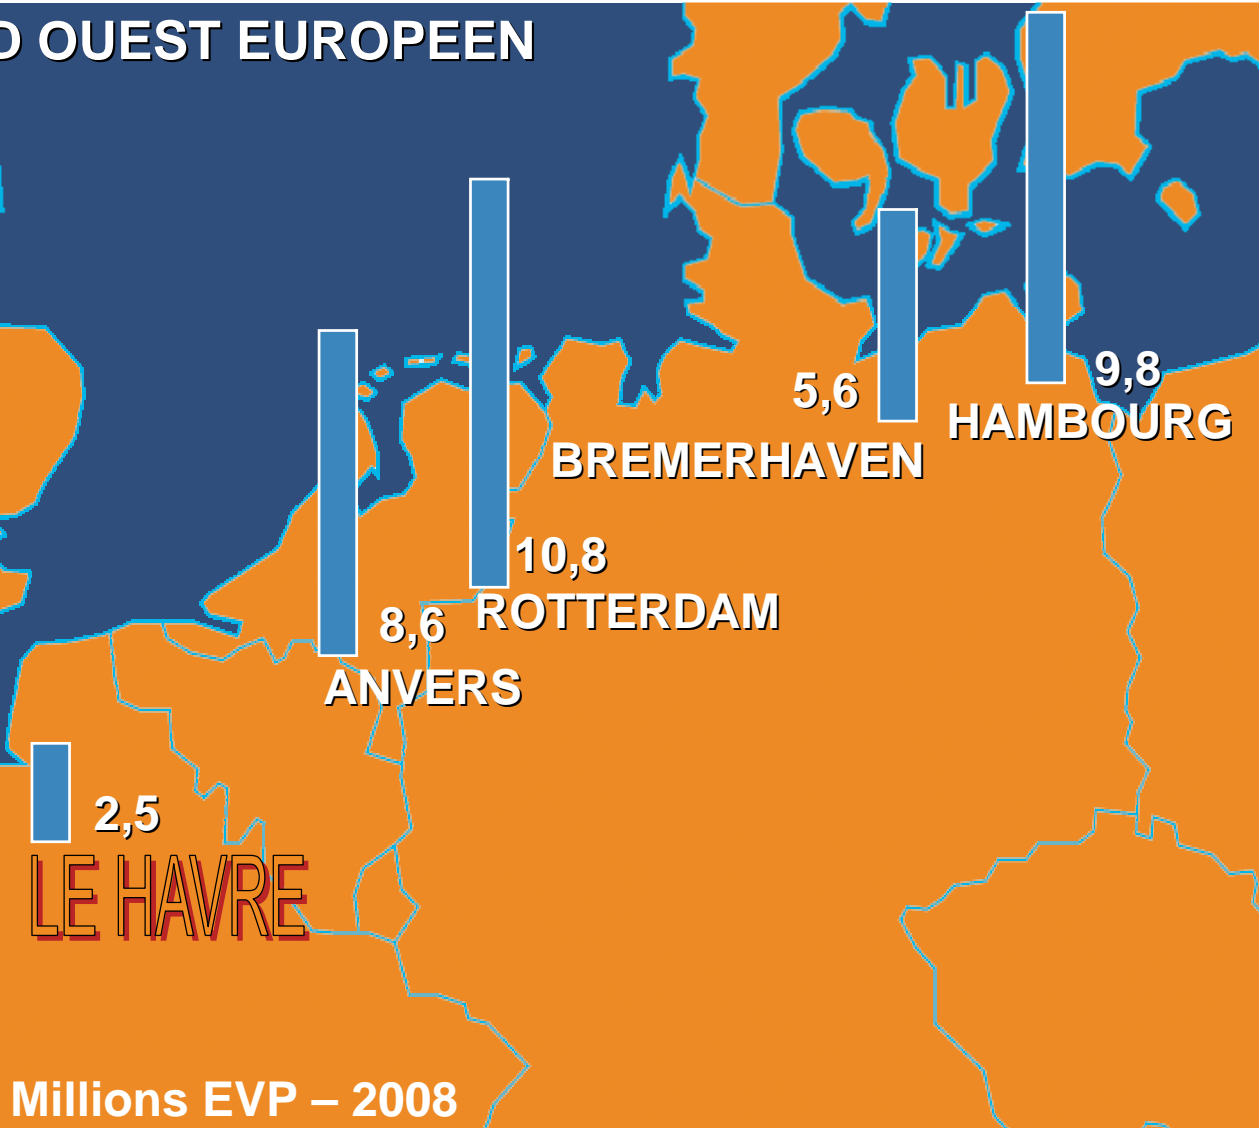 D OUEST EUROPEEN
9,8
HAMBOURG
5,6
BREMERHAVEN
10,8
ROTTERDAM
8,6
ANVERS
2,5
LE HAVRE
Millions EVP – 2008